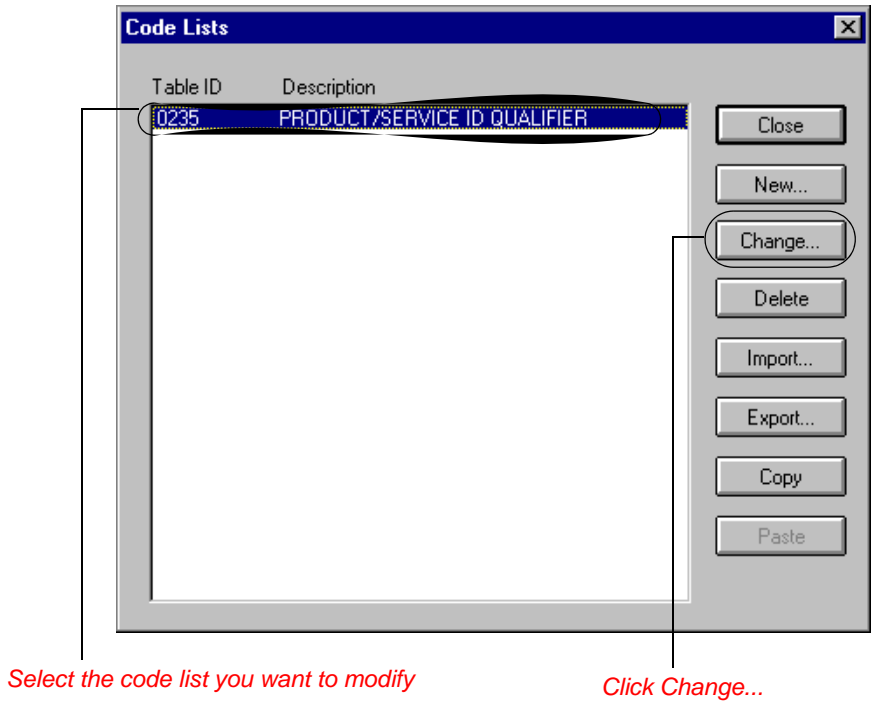 Code Lists
Table ID Description
0235 PRODUCT/SERVICE ID QUALIFIER
Close
New...
Change...
Delete
Import...
Export...
Copy
Paste
Select the code list you want to modify
Click Change...